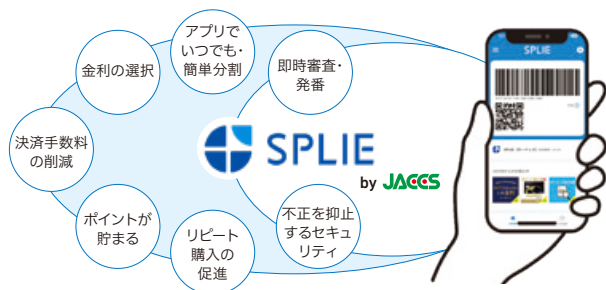 アプリで
いつでも・
簡単分割
即時審査・
発番
金利の選択
決済手数料
の削減
ポイントが
貯まる
リピート
購入の
促進
不正を抑止
するセキュ
リティ
SPLIE
by JACCS
SPLIE